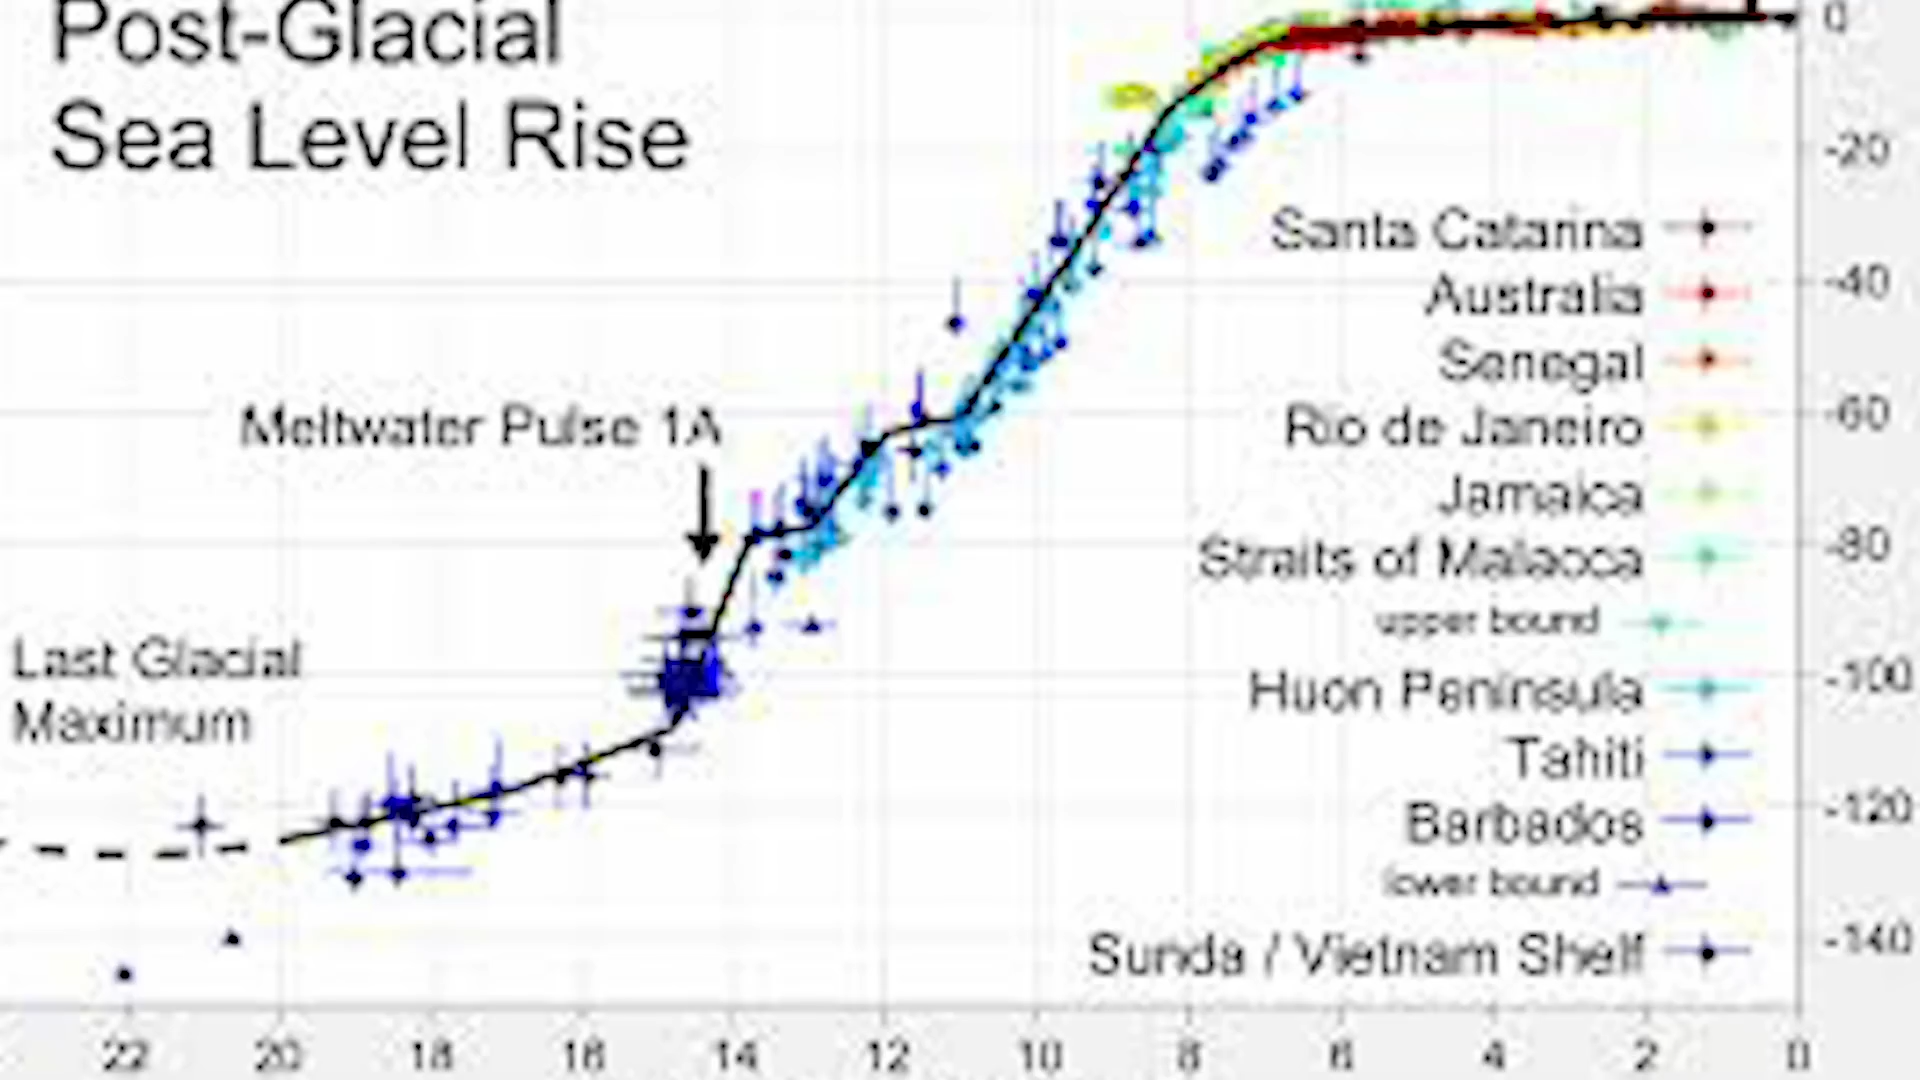 Post-Glacial
Sea Level Rise
0
-20
Santa Catarina
-40
Australia
Senegal
Meltwater Pulse 1A
-60
Rio de Janeiro
Jamaica
-80
Straits of Malacca
upper bound
Last Glacial
Maximum
-100
Huon Peninsula
Tahiti
-120
Barbados
lower bound
-140
Sunda / Vietnam Shelf
22 20 18 16 14 12 10 8 6 4 2 0